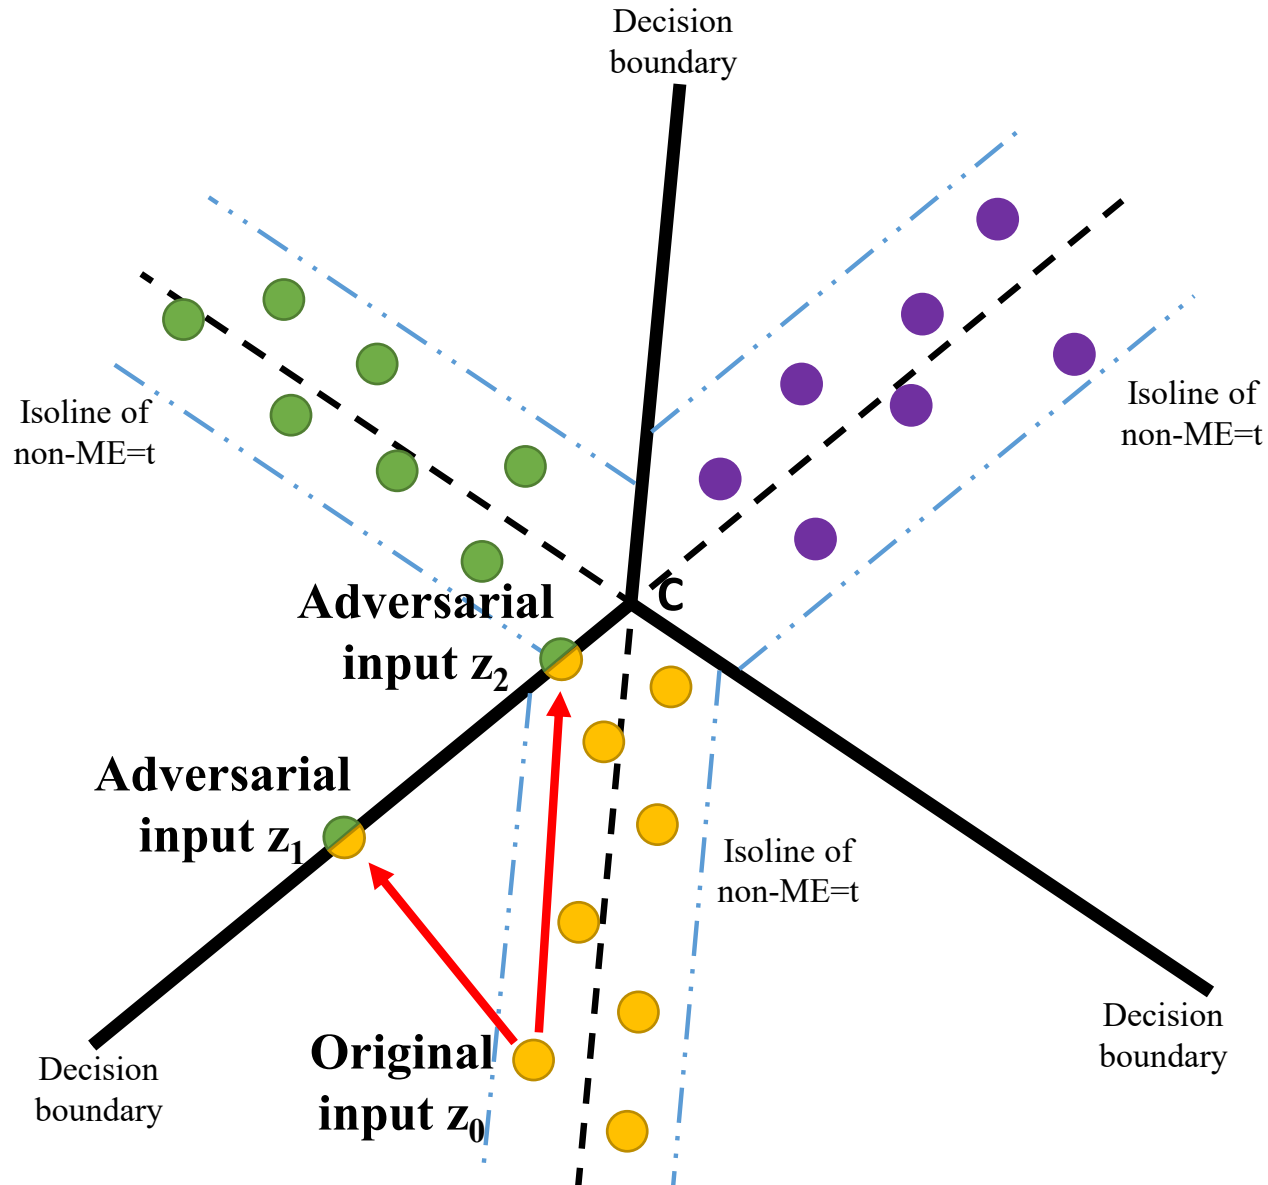 Decision
boundary
Isoline of
non-ME=t
Isoline of
non-ME=t
C
Adversarial
input z2
Adversarial
input z1
Isoline of
non-ME=t
Original
input z0
Decision
boundary
Decision
boundary